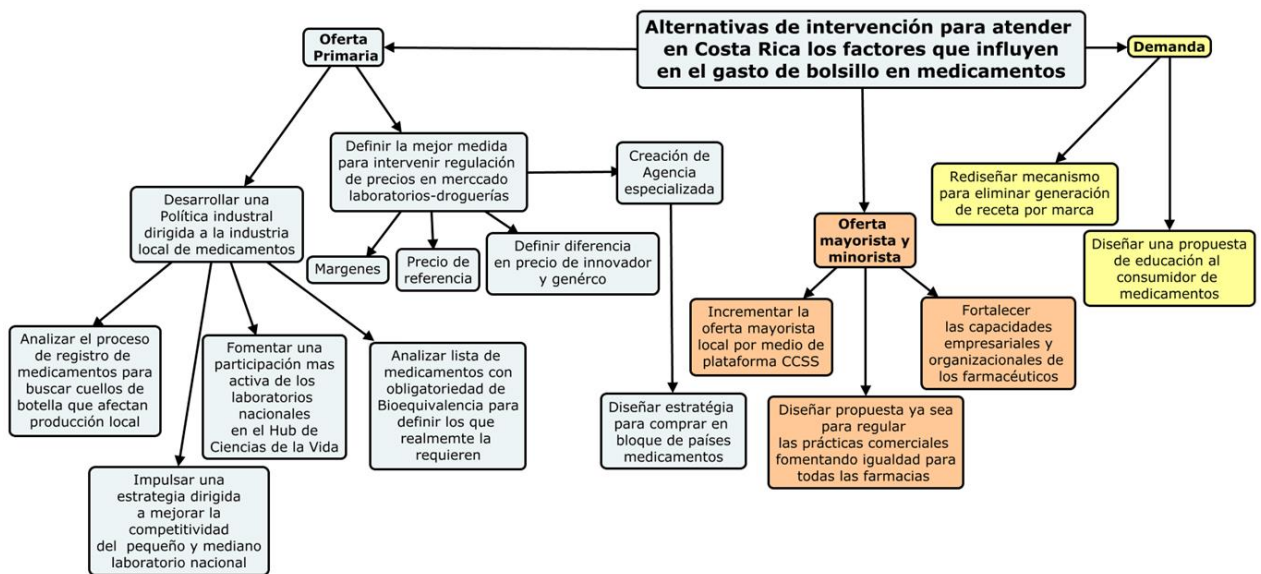 Alternativas de intervención para atender
en Costa Rica los factores que influyen
en el gasto de bolsillo en medicamentos
Oferta
Primaria
Demanda
Definir la mejor medida
para intervenir regulación
de precios en merccado
laboratorios-droguerías
Creación de
Agencia
especializada
Desarrollar una
Política industral
dirigida a la industria
local de medicamentos
Margenes
Precio de
referencia
Definir diferencia
en precio de innovador
y genérco
Oferta
mayorista y
minorista
Rediseñar mecanismo
para eliminar generación
de receta por marca
Diseñar una propuesta
de educación al
consumidor de
medicamentos
Analizar el proceso
de registro de
medicamentos para
buscar cuellos de
botella que afectan
producción local
Fomentar una
participación mas
activa de los
laboratorios
nacionales
en el Hub de
Ciencias de la Vida
Analizar lista de
medicamentos con
obligatoriedad de
Bioequivalencia para
definir los que
realmemte la
requieren
Impulsar una
estrategia dirigida
a mejorar la
competitividad
del pequeño y mediano
laboratorio nacional
Diseñar estratégia
para comprar en
bloque de países
medicamentos
Incrementar la
oferta mayorista
local por medio de
plataforma CCSS
Diseñar propuesta ya sea
para regular
las prácticas comerciales
fomentando igualdad para
todas las farmacias
Fortalecer
las capacidades
empresariales y
organizacionales de
los farmacéuticos